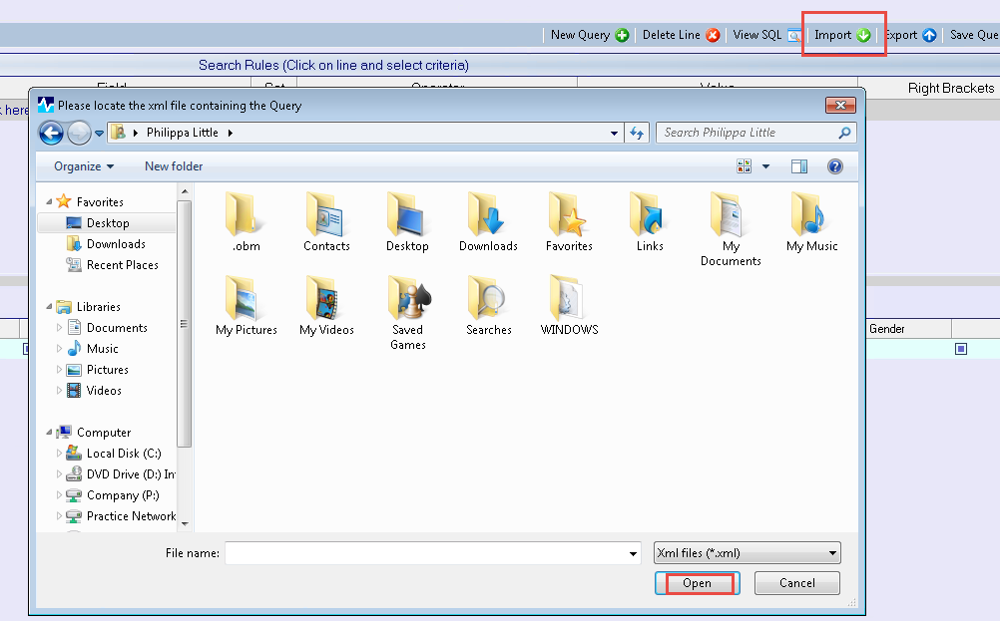 New Query Delete Line View SQL Import Export Save Que
Search Rules (Click on line and select criteria)
Right Brackets
here
Please locate the xml file containing the Query
Philippa Little Search Philippa Little
Organize New folder
Favorites
Desktop
Downloads
Recent Places
Libraries
Documents
Music
Pictures
Videos
Computer
Local Disk (C:)
DVD Drive (D:) In
Company (P:)
Practice Network
.obm Contacts Desktop Downloads Favorites Links My Documents My Music
My Pictures My Videos Saved Games Searches WINDOWS
Gender
File name: Xml files (*.xml)
Open Cancel